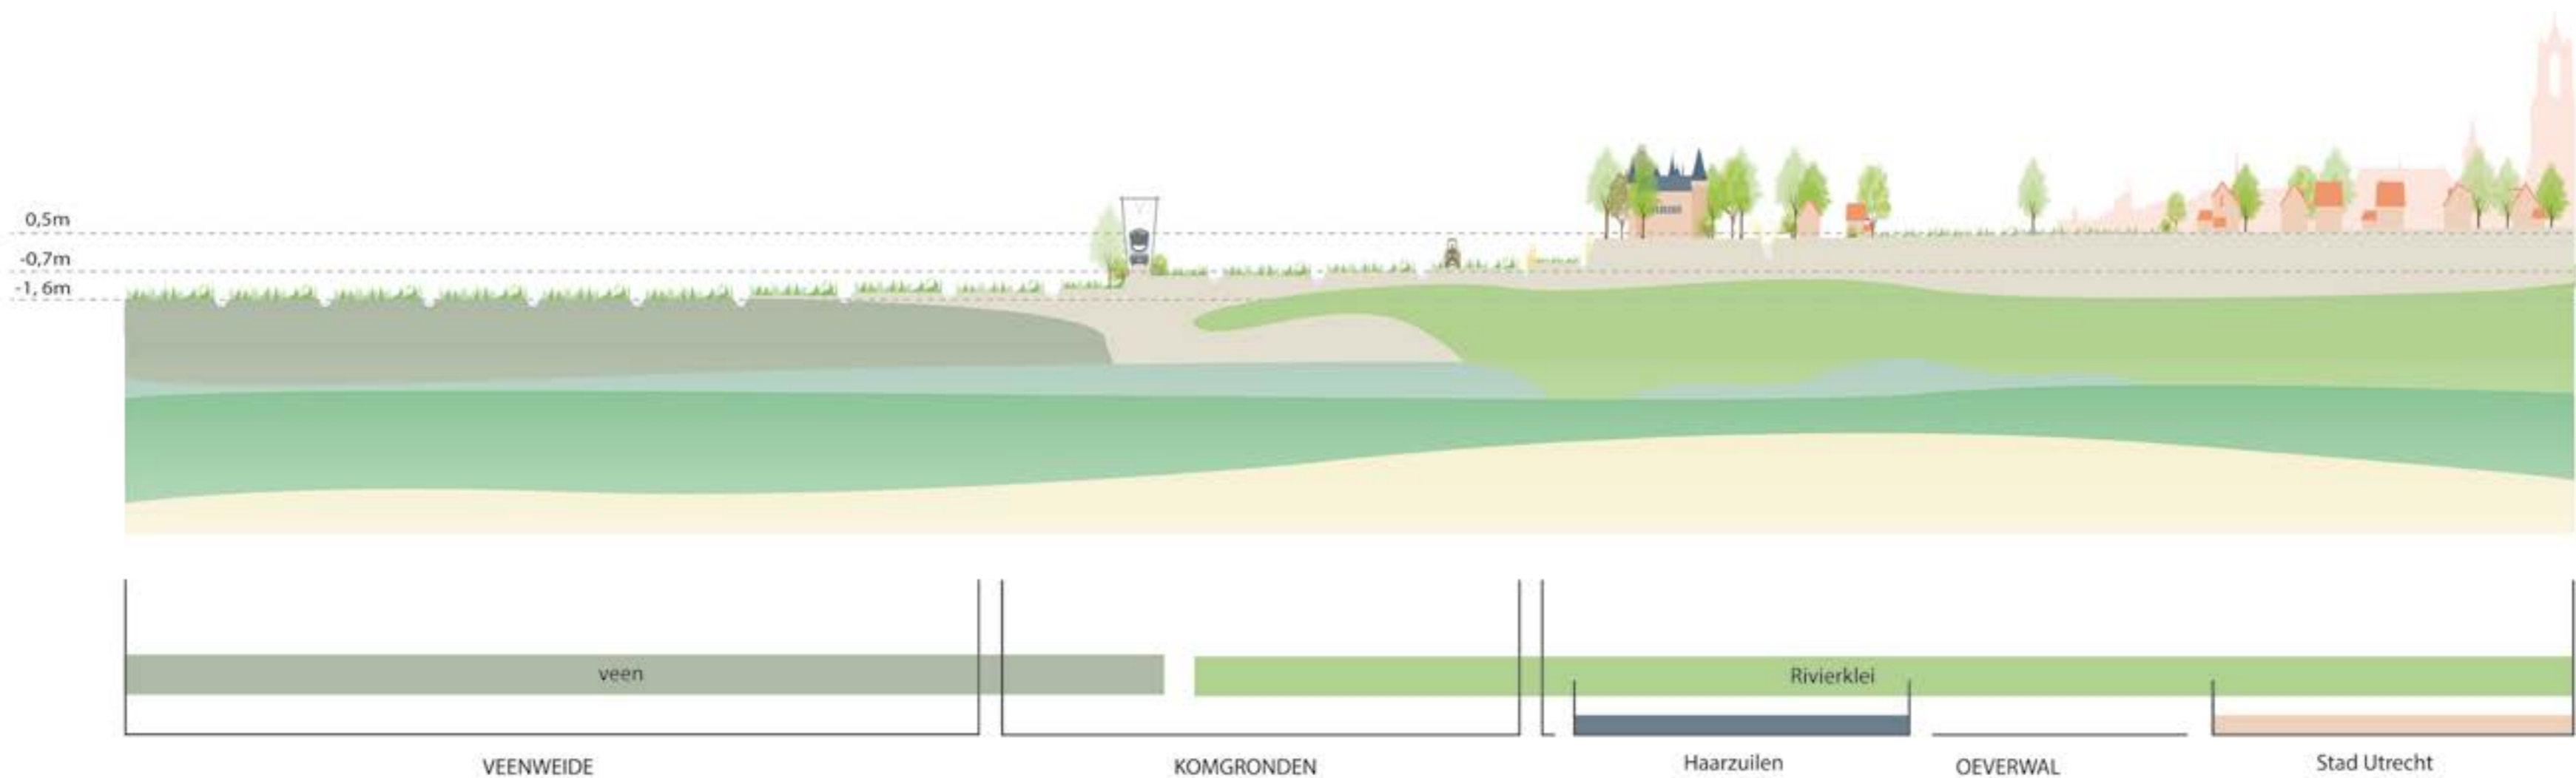 0,5m
-0,7m
-1, 6m
veen
Rivierklei
VEENWEIDE
KOMGRONDEN
Haarzuilen
OEVERWAL
Stad Utrecht